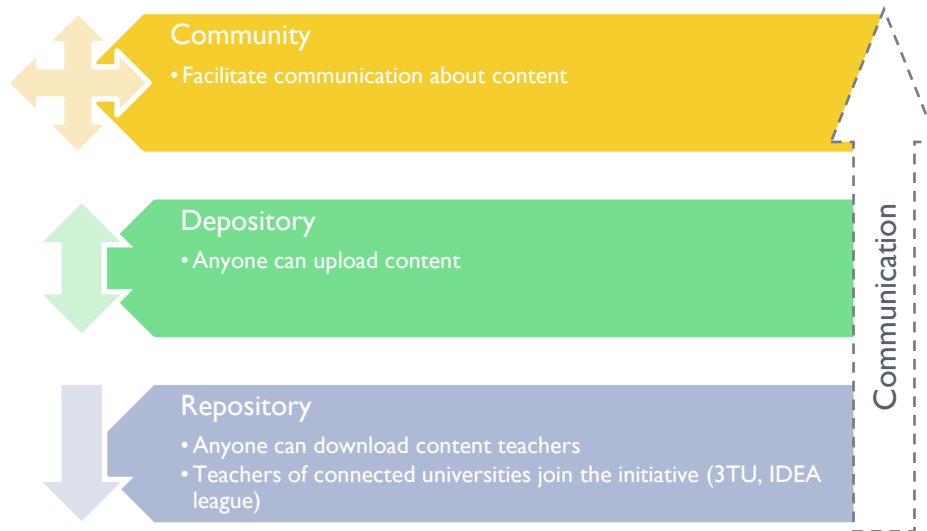 Community
• Facilitate communication about content
Depository
• Anyone can upload content
Repository
• Anyone can download content teachers
• Teachers of connected universities join the initiative (3TU, IDEA
league)
Communication